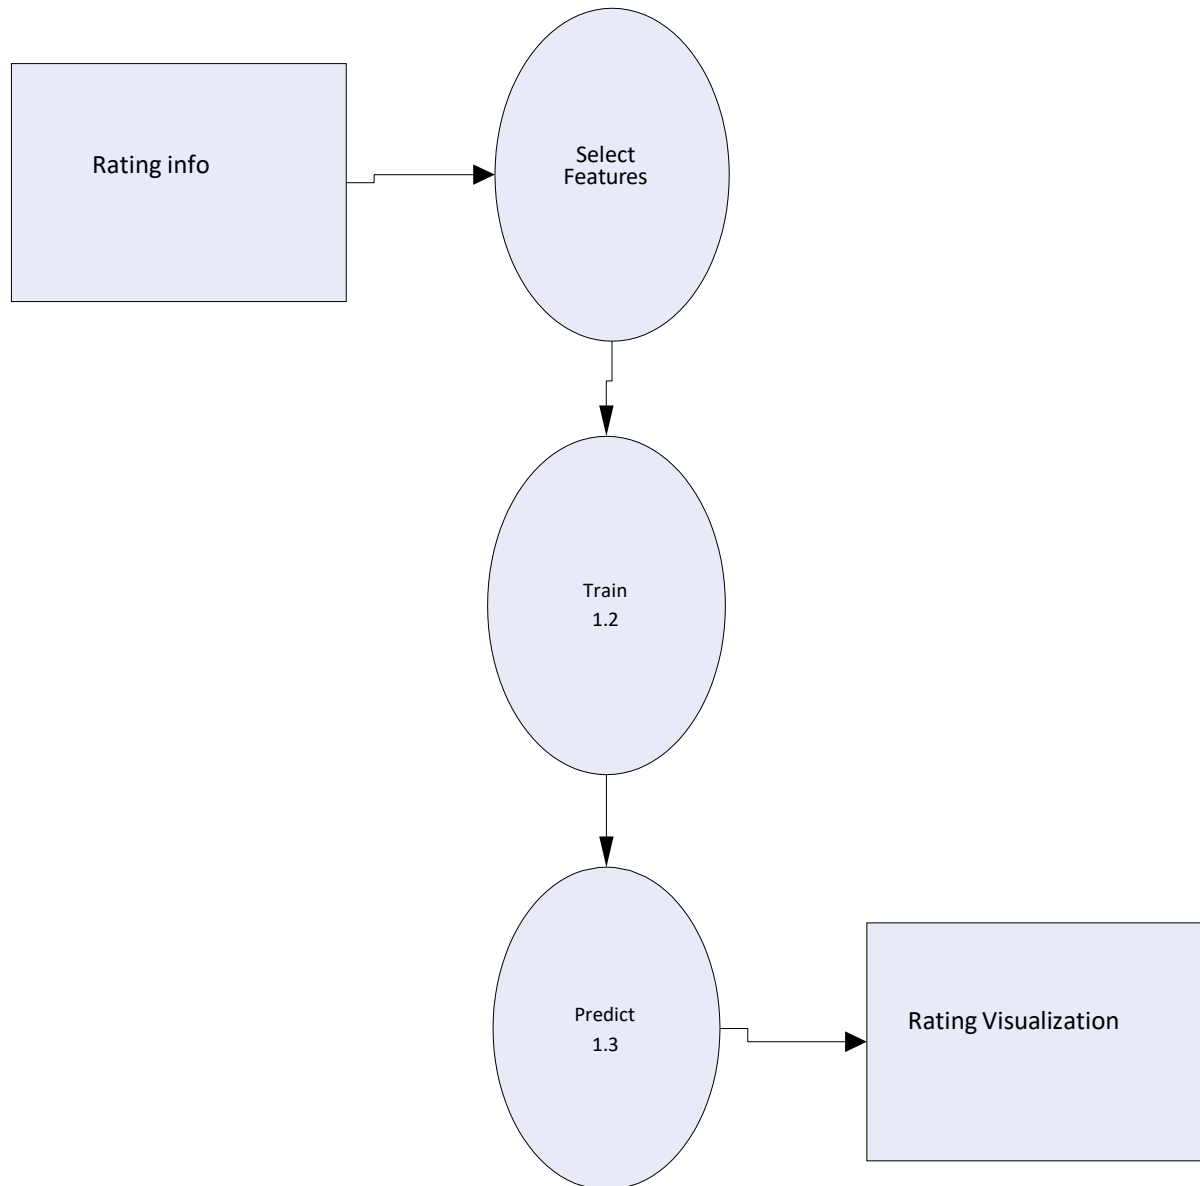 Rating info
Select
Features
Train
1.2
Predict
1.3
Rating Visualization